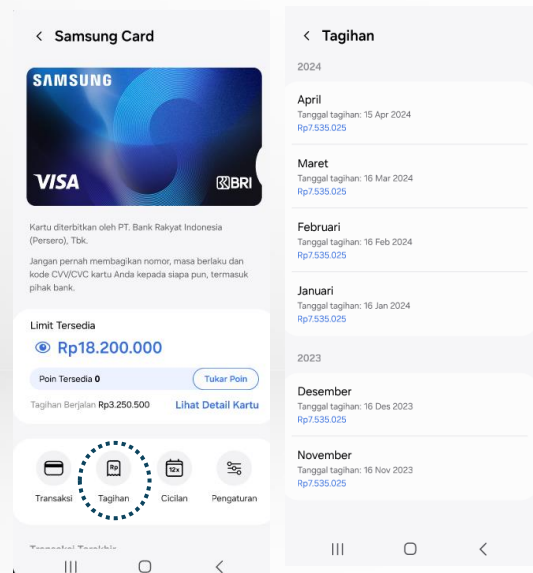 < Samsung Card
SAMSUNG
VISA
BRI
Kartu diterbitkan oleh PT. Bank Rakyat Indonesia
(Persero), Tbk.
Jangan pernah membagikan nomor, masa berlaku dan
kode CVV/CVC kartu Anda kepada siapa pun, termasuk
pihak bank.
Limit Tersedia
Rp18.200.000
Poin Tersedia 0
Tukar Poin
Tagihan Berjalan Rp3.250.500
Lihat Detail Kartu
Rp
12x
Transaksi
Tagihan
Cicilan
Pengaturan
Transaksi Terakhir
< Tagihan
2024
April
Tanggal tagihan: 15 Apr 2024
Rp7.535.025
Maret
Tanggal tagihan: 16 Mar 2024
Rp7.535.025
Februari
Tanggal tagihan: 16 Feb 2024
Rp7.535.025
Januari
Tanggal tagihan: 16 Jan 2024
Rp7.535.025
2023
Desember
Tanggal tagihan: 16 Des 2023
Rp7.535.025
November
Tanggal tagihan: 16 Nov 2023
Rp7.535.025